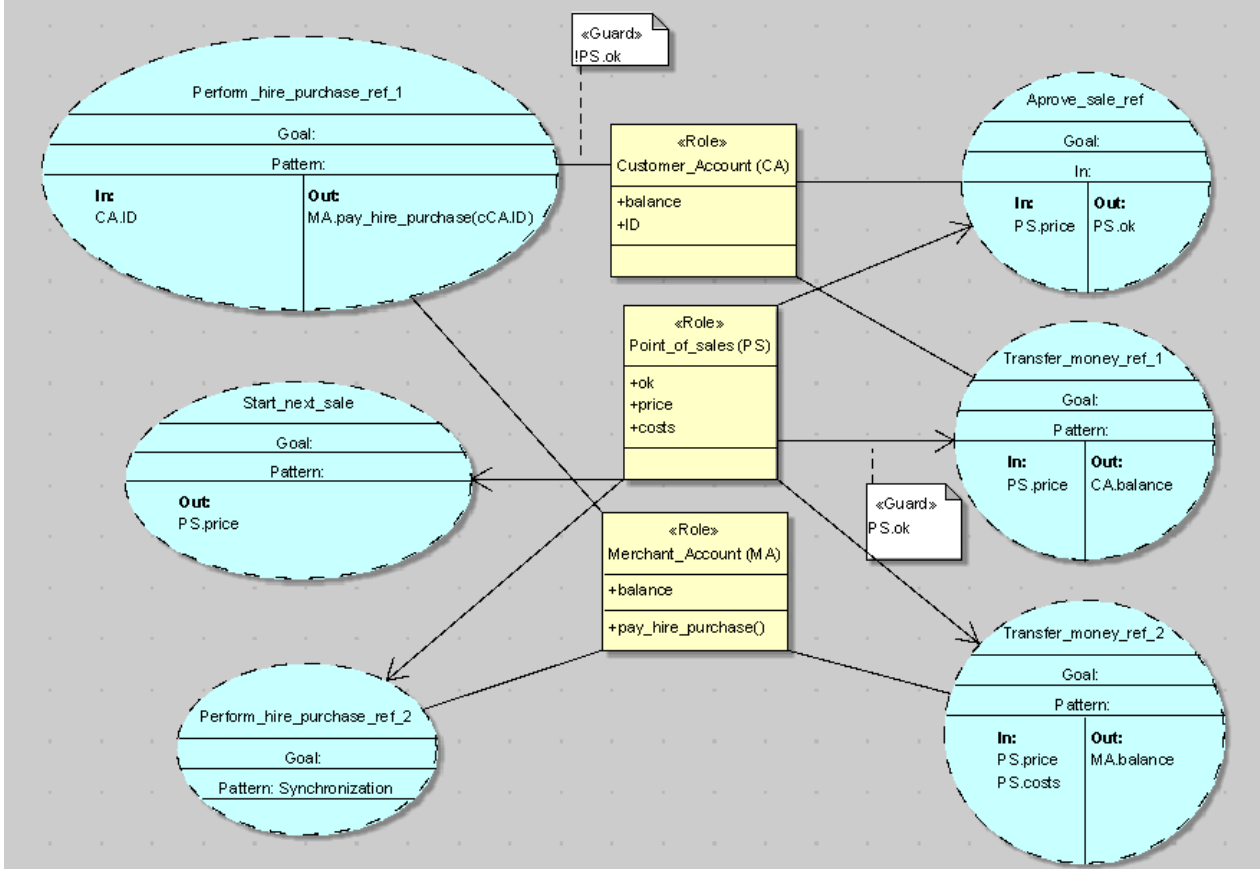 «Guard»
!PS.ok
Perform_hire_purchase_ref_1
Goal:
Pattern:
In:
CA.ID
Out:
MA.pay_hire_purchase(cCA.ID)
«Role»
Customer_Account (CA)
+balance
+ID
Aprove_sale_ref
Goal:
In:
In:
PS.price
Out:
PS.ok
«Role»
Point_of_sales (PS)
+ok
+price
+costs
Transfer_money_ref_1
Goal:
Pattern:
In:
PS.price
Out:
CA.balance
Start_next_sale
Goal:
Pattern:
Out:
PS.price
«Guard»
PS.ok
«Role»
Merchant_Account (MA)
+balance
+pay_hire_purchase()
Transfer_money_ref_2
Goal:
Pattern:
In:
PS.price
PS.costs
Out:
MA.balance
Perform_hire_purchase_ref_2
Goal:
Pattern: Synchronization